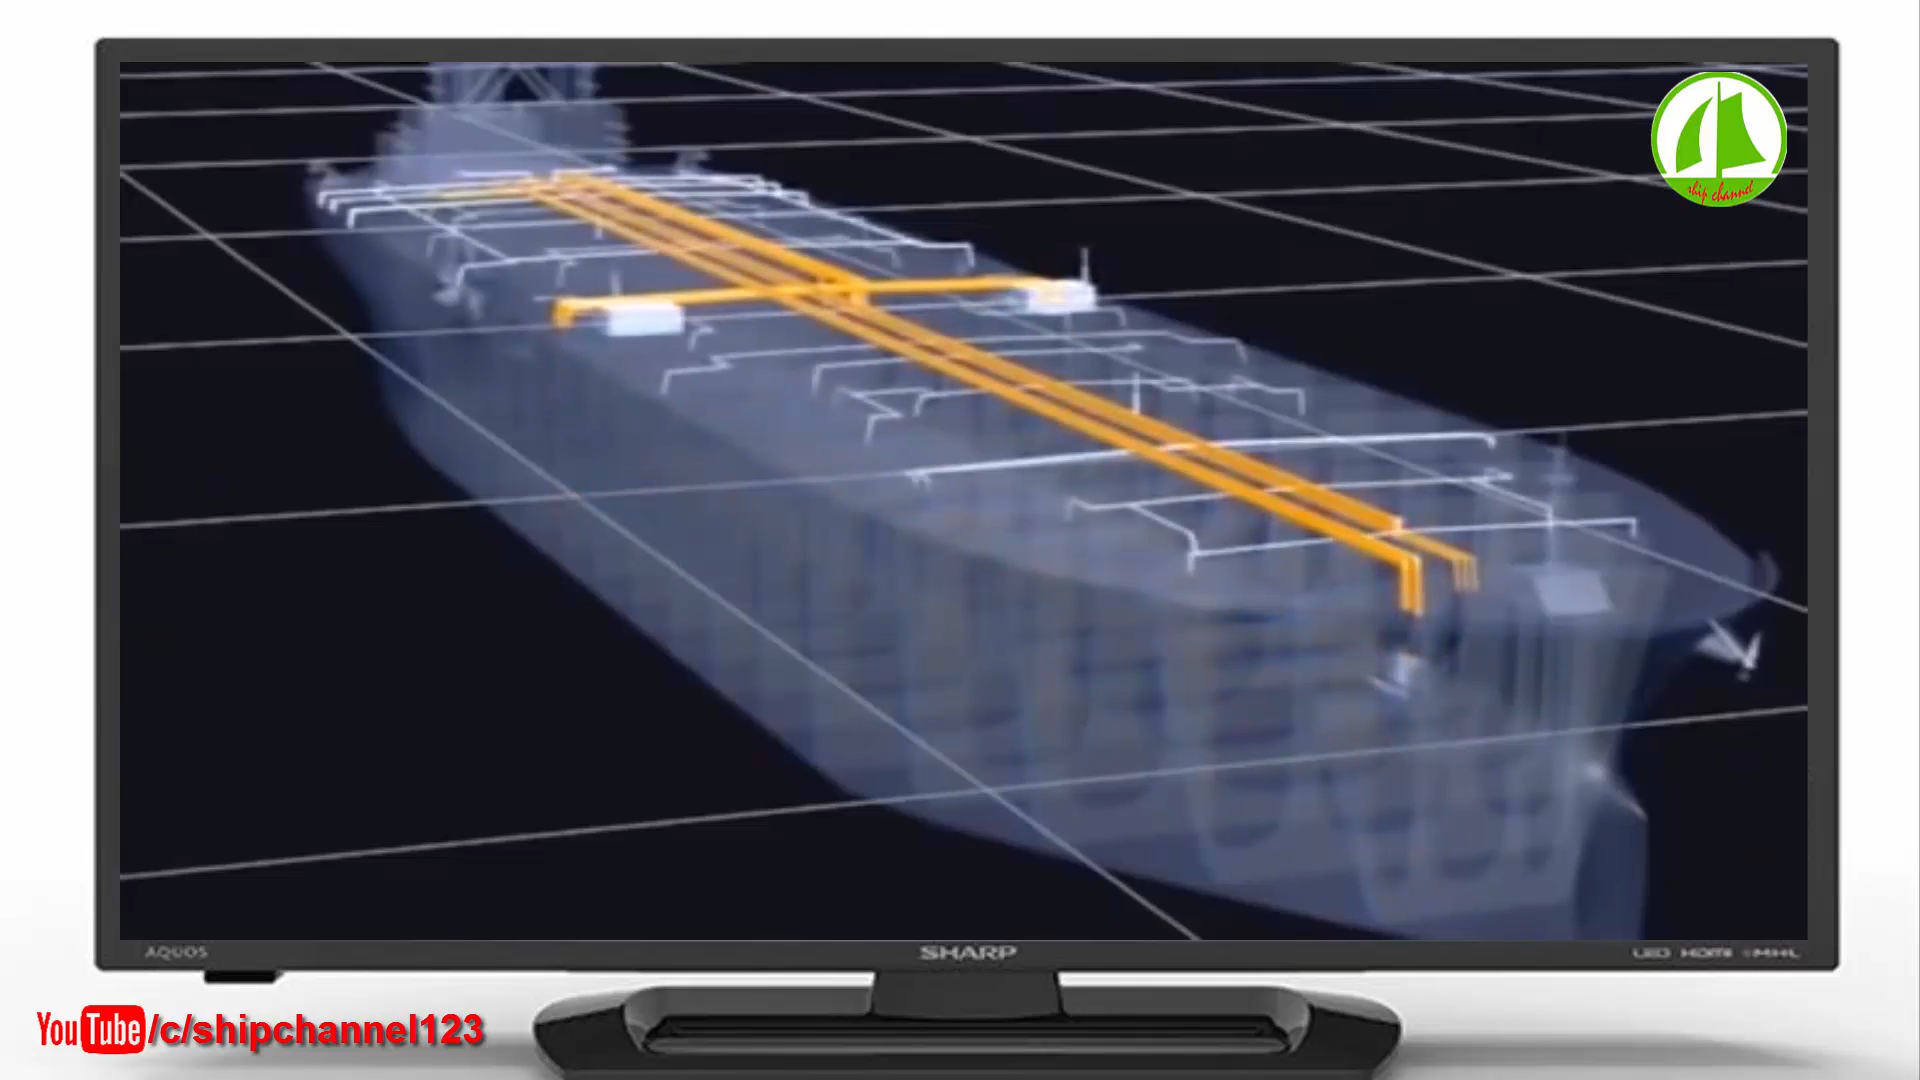 ship channel
AQUOS
SHARP
LED HDMI MHL
YouTube/c/shipchannel123